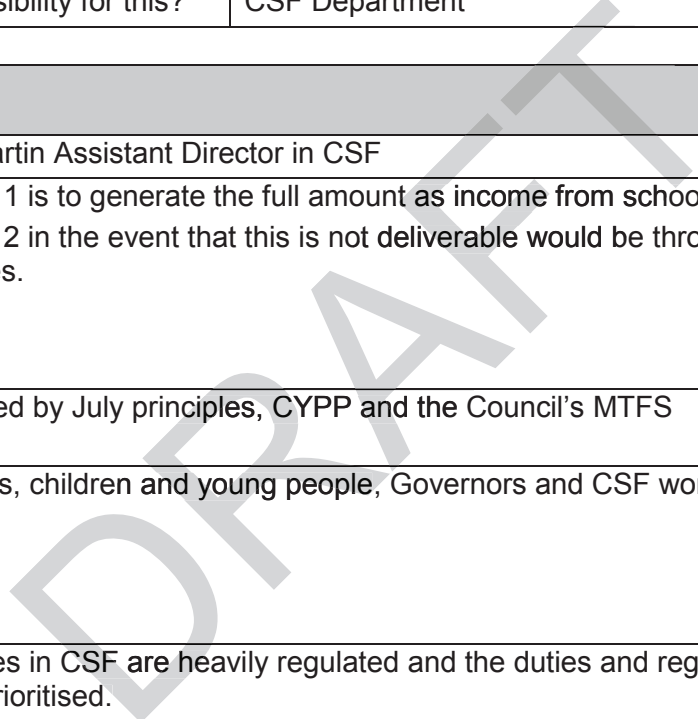 sibility for this? CSF Department
artin Assistant Director in CSF
1 is to generate the full amount as income from schoo
2 in the event that this is not deliverable would be thro
s.
ed by July principles, CYPP and the Council's MTFS
s, children and young people, Governors and CSF wo
es in CSF are heavily regulated and the duties and reg
rioritised.
DRAFT